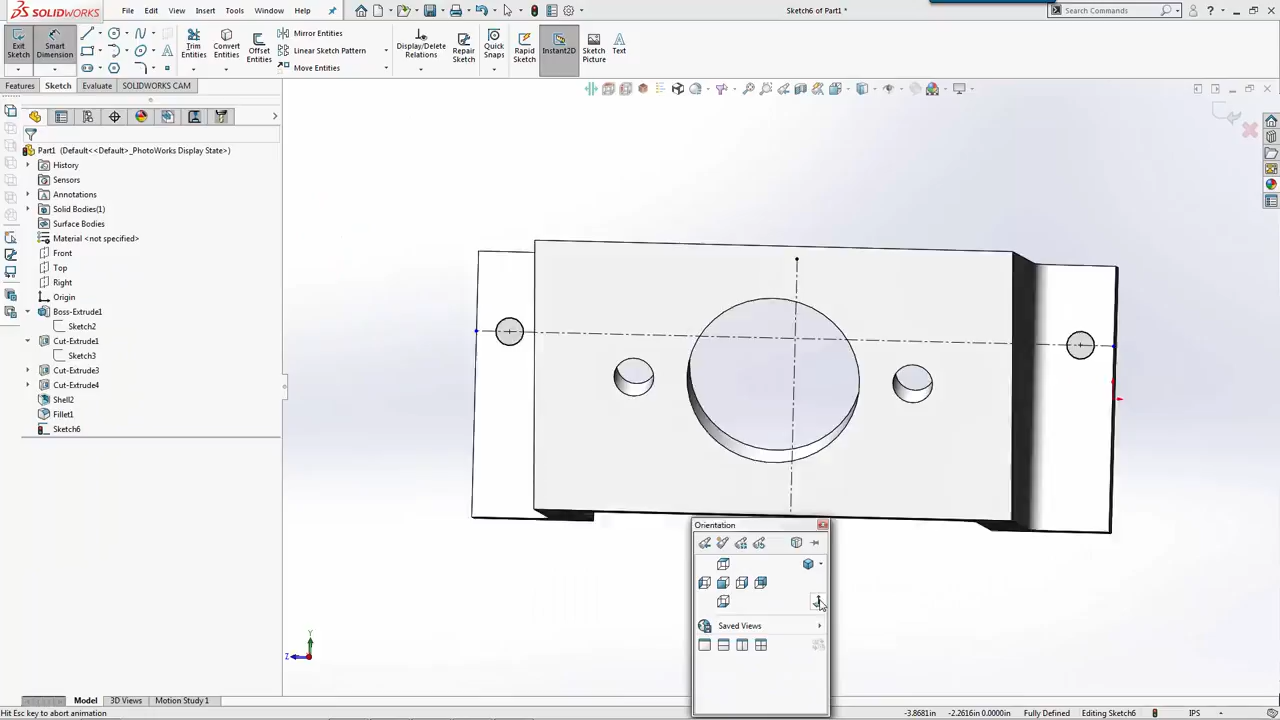 SOLIDWORKS File Edit View Insert Tools Window Help Sketch6 of Part1 * Search Commands
Exit Sketch
Smart Dimension
Trim Entities
Convert Entities
Offset Entities
Mirror Entities
Linear Sketch Pattern
Move Entities
Display/Delete Relations
Repair Sketch
Quick Snaps
Rapid Sketch
Instant2D
Sketch Picture
Text
Features Sketch Evaluate SOLIDWORKS CAM
Part1 (Default<<Default>_PhotoWorks Display State>)
History
Sensors
Annotations
Solid Bodies(1)
Surface Bodies
Material <not specified>
Front
Top
Right
Origin
Boss-Extrude1
Sketch2
Cut-Extrude1
Sketch3
Cut-Extrude3
Cut-Extrude4
Shell2
Fillet1
Sketch6
Orientation
Saved Views
Y
Z
Model 3D Views Motion Study 1
Hit Esc key to abort animation -3.8681in -2.2616in 0.0000in Fully Defined Editing Sketch6 IPS